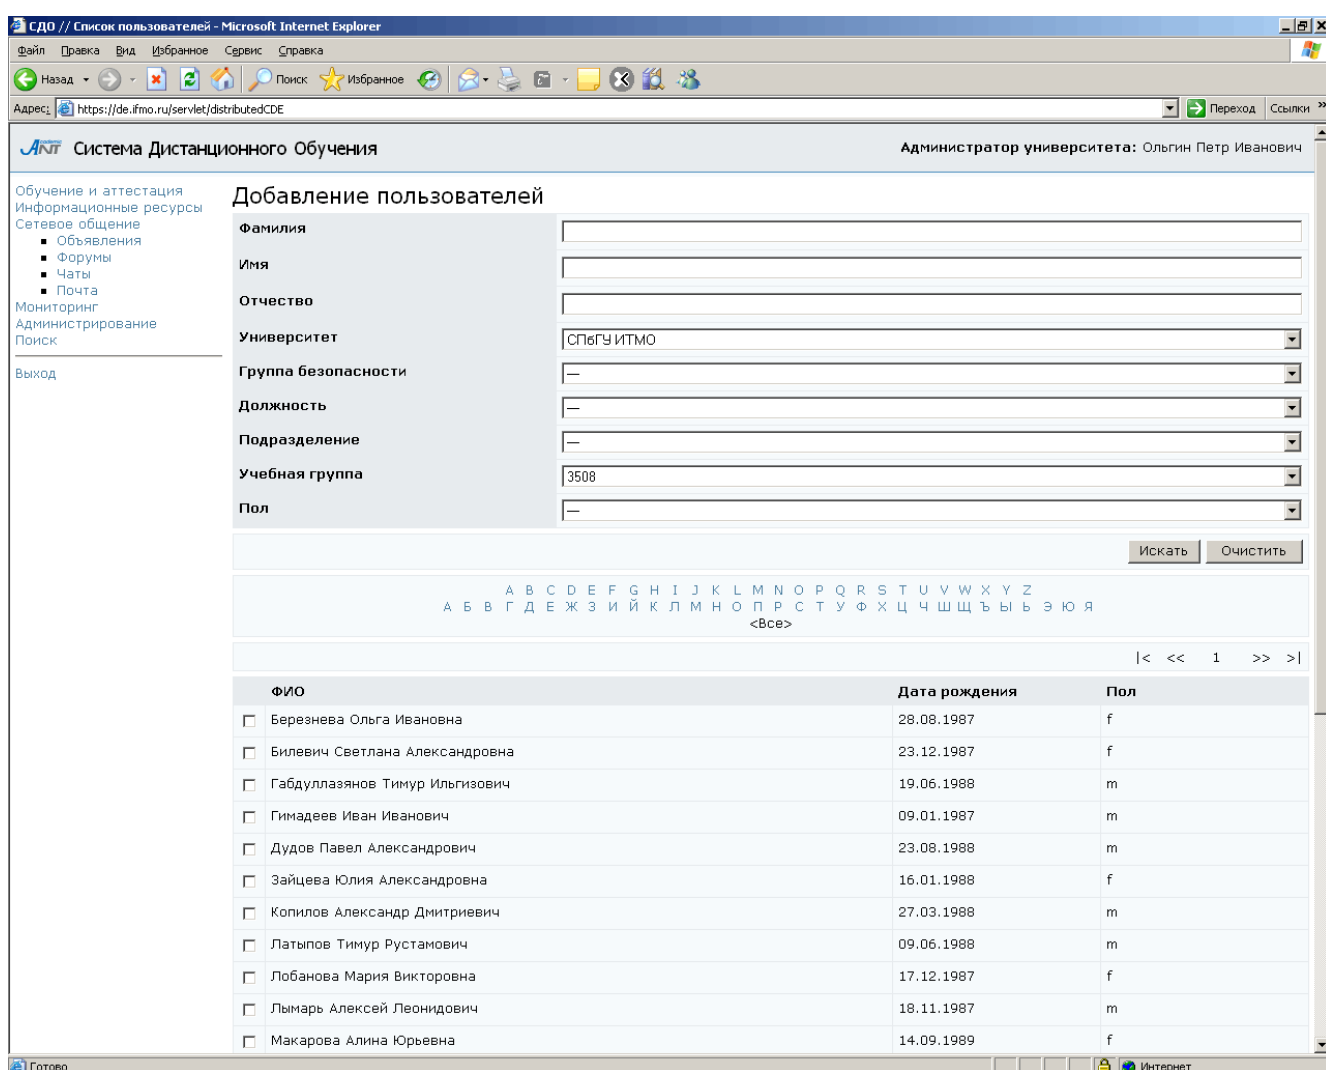 СДО // Список пользователей - Microsoft Internet Explorer
Файл Правка Вид Избранное Сервис Справка
Назад Поиск Избранное
Адрес: https://de.ifmo.ru/servlet/distributedCDE Переход Ссылки »
Academic ANT Система Дистанционного Обучения Администратор университета: Ольгин Петр Иванович
Обучение и аттестация
Информационные ресурсы
Сетевое общение
Объявления
Форумы
Чаты
Почта
Мониторинг
Администрирование
Поиск
Выход
Добавление пользователей
Фамилия
Имя
Отчество
Университет СПбГУ ИТМО
Группа безопасности —
Должность —
Подразделение —
Учебная группа 3508
Пол —
Искать Очистить
A B C D E F G H I J K L M N O P Q R S T U V W X Y Z
А Б В Г Д Е Ж З И Й К Л М Н О П Р С Т У Ф Х Ц Ч Ш Щ Ъ Ы Ь Э Ю Я
<Все>
|< << 1 >> >|
ФИО Дата рождения Пол
Березнева Ольга Ивановна 28.08.1987 f
Билевич Светлана Александровна 23.12.1987 f
Габдуллазянов Тимур Ильгизович 19.06.1988 m
Гимадеев Иван Иванович 09.01.1987 m
Дудов Павел Александрович 23.08.1988 m
Зайцева Юлия Александровна 16.01.1988 f
Копилов Александр Дмитриевич 27.03.1988 m
Латыпов Тимур Рустамович 09.06.1988 m
Лобанова Мария Викторовна 17.12.1987 f
Лымарь Алексей Леонидович 18.11.1987 m
Макарова Алина Юрьевна 14.09.1989 f
Готово Интернет